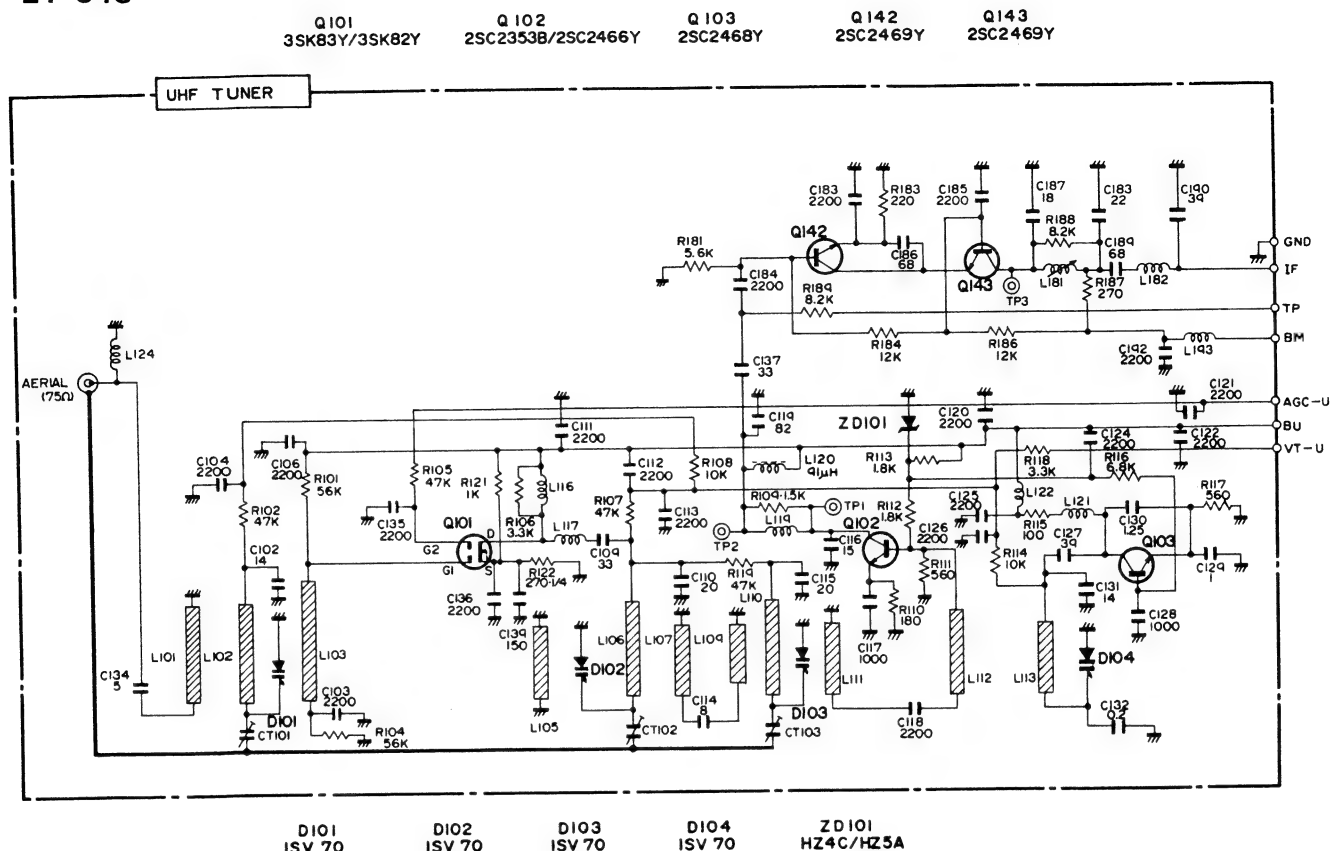 Q101 Q102 Q103 Q142 Q143
3SK83Y/3SK82Y 2SC2353B/2SC2466Y 2SC2468Y 2SC2469Y 2SC2469Y
UHF TUNER
C183
2200
R183
220
C185
2200
C187
18
C183
22
C190
39
R188
8.2K
Q142
R181
5.6K
C186
68
C189
68
GND
Q143
L181
R187
270
L182
IF
C184
2200
TP3
R189
8.2K
TP
R184
12K
R186
12K
C192
2200
L193
BM
L124
C137
33
AERIAL
(75Ω)
C121
2200
AGC-U
C111
2200
C119
82
ZD101
C120
2200
BU
C124
2200
C122
2200
C104
2200
C106
2200
R101
56K
R105
47K
R121
1K
L116
C112
2200
R108
10K
L120
91μH
R113
1.8K
R118
3.3K
R116
6.8K
VT-U
R102
47K
C135
2200
R106
3.3K
R107
47K
C113
2200
R109-1.5K
TP1
R112
1.8K
L122
C125
2200
L121
R117
560
Q101
D
G2
G1
S
L117
C109
33
TP2
L119
C116
15
Q102
C126
2200
R115
100
C127
39
C130
1.25
Q103
C102
14
R122
270-1/4
C110
20
R119
47K
C115
20
R111
560
R114
10K
C129
1
C136
2200
C139
150
L110
R110
180
C131
14
C128
1000
L101
L102
L103
L106
L107
L109
C117
1000
D102
L111
L112
L113
D104
C134
5
C103
2200
C114
8
D103
D101
CT101
R104
56K
L105
CT102
CT103
C118
2200
C132
0.2
D101 D102 D103 D104 ZD101
1SV70 1SV70 1SV70 1SV70 HZ4C/HZ5A